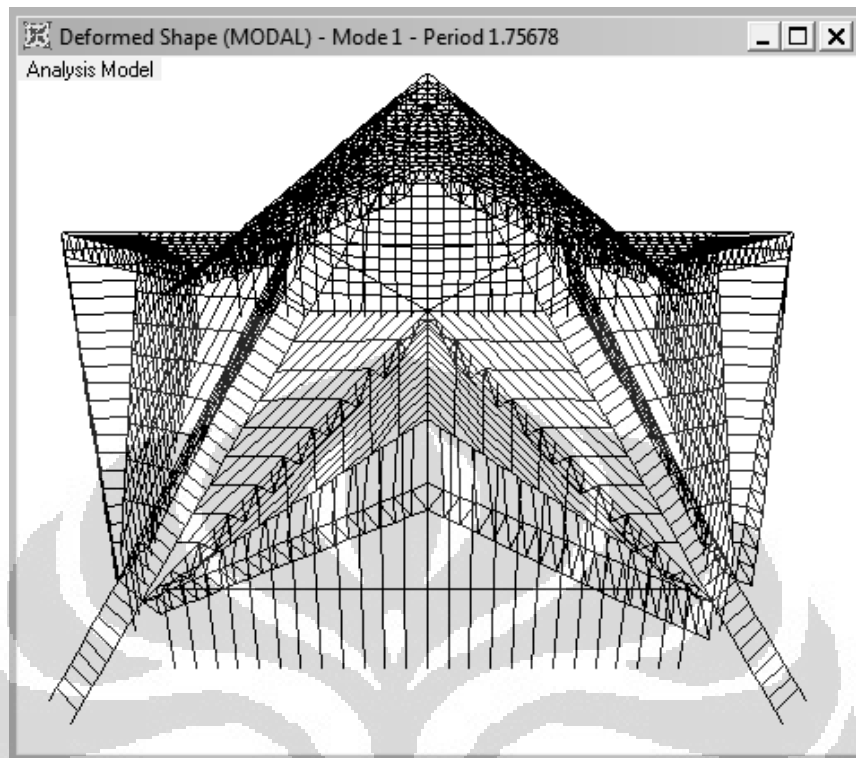 Deformed Shape (MODAL) - Mode 1 - Period 1.75678
Analysis Model